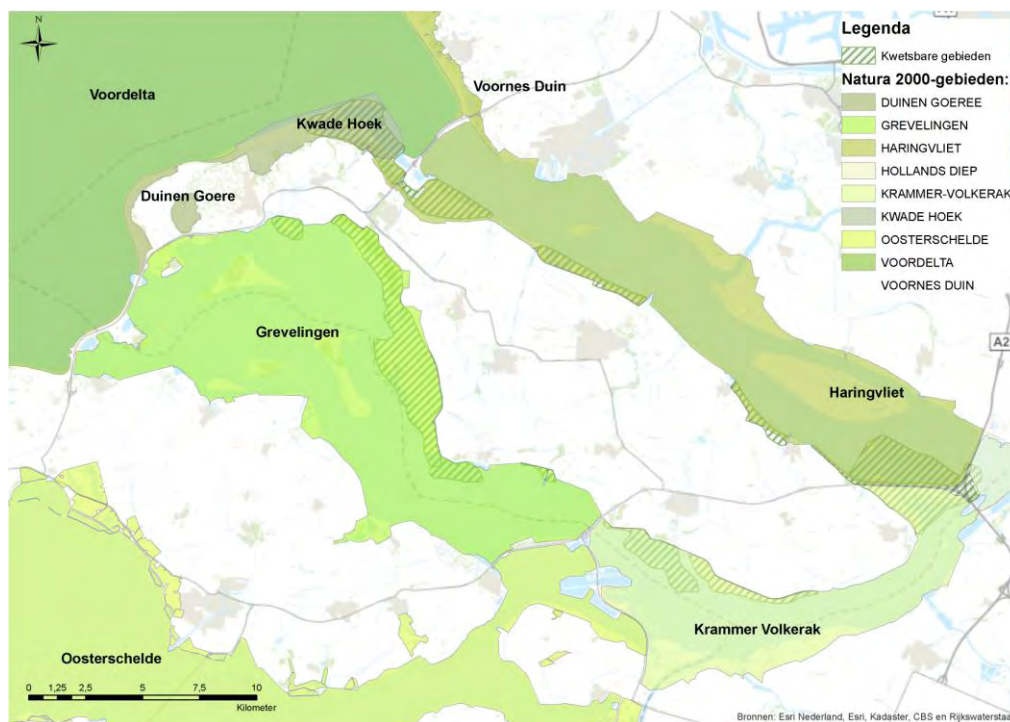 N
Voordelta
Voornes Duin
Kwade Hoek
Duinen Goere
Grevelingen
Haringvliet
Krammer Volkerak
Oosterschelde
Legenda
Kwetsbare gebieden
Natura 2000-gebieden:
DUINEN GOEREE
GREVELINGEN
HARINGVLIET
HOLLANDS DIEP
KRAMMER-VOLKERAK
KWADE HOEK
OOSTERSCHELDE
VOORDELTA
VOORNES DUIN
A2
0 1,25 2,5 5 7,5 10
Kilometer
Bronnen: Esri Nederland, Esri, Kadaster, CBS en Rijkswaterstaat